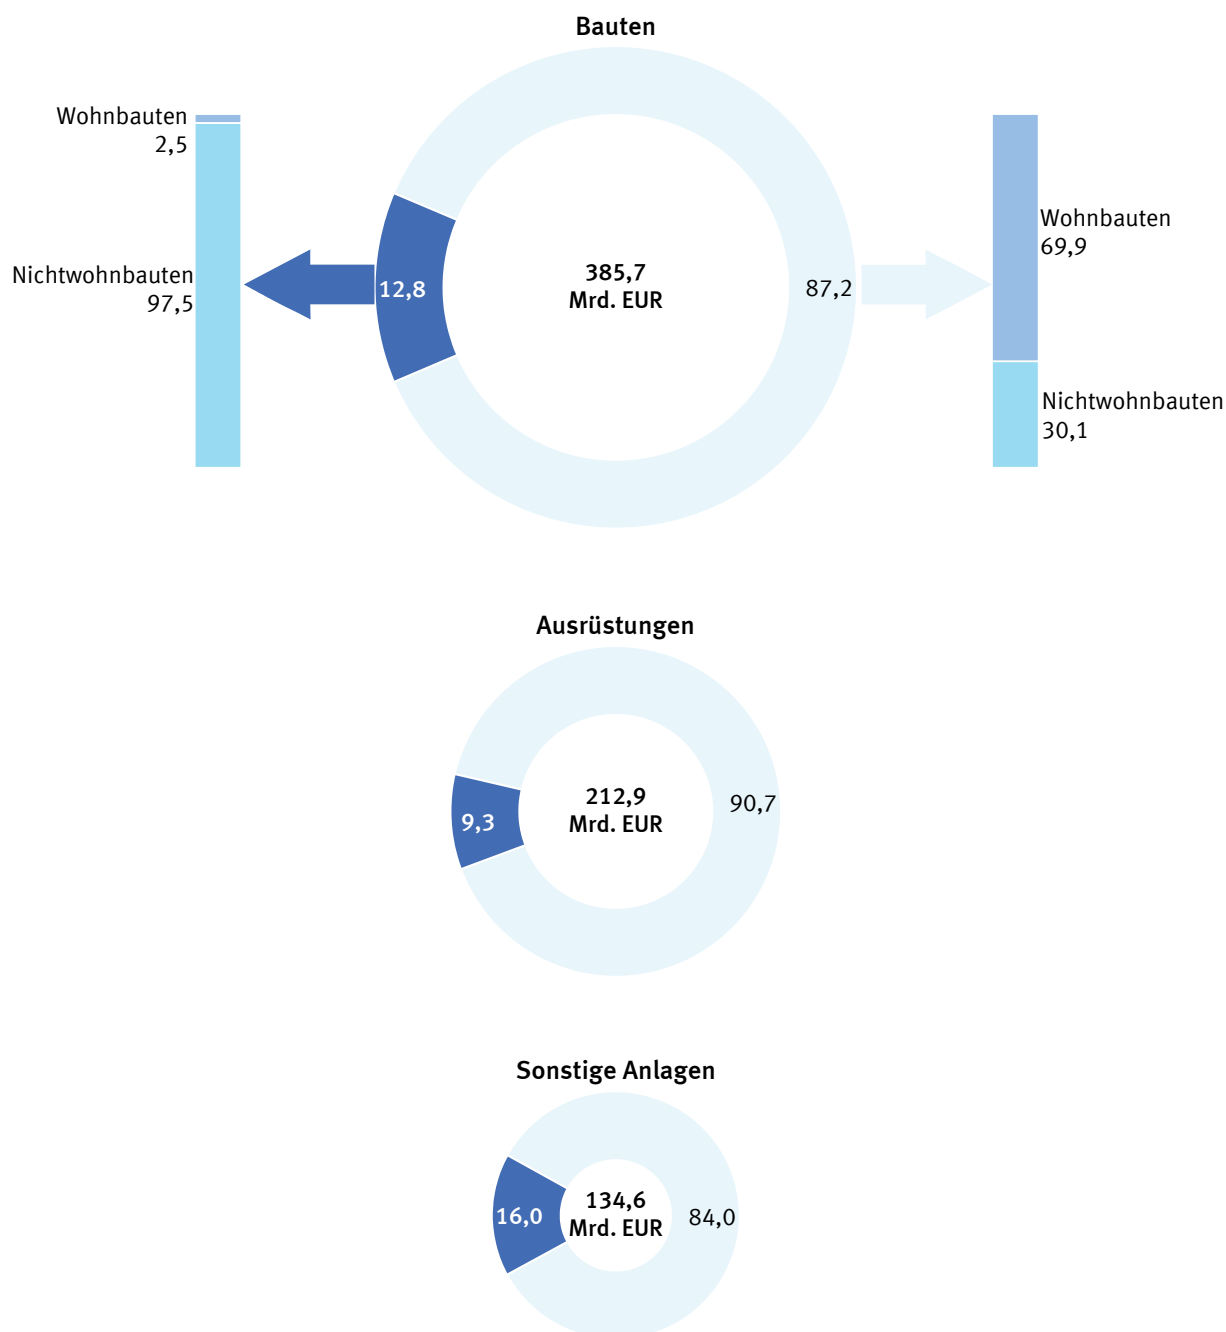 Bauten
Wohnbauten
2,5
Nichtwohnbauten
97,5
12,8
385,7
Mrd. EUR
87,2
Wohnbauten
69,9
Nichtwohnbauten
30,1
Ausrüstungen
9,3
212,9
Mrd. EUR
90,7
Sonstige Anlagen
16,0
134,6
Mrd. EUR
84,0